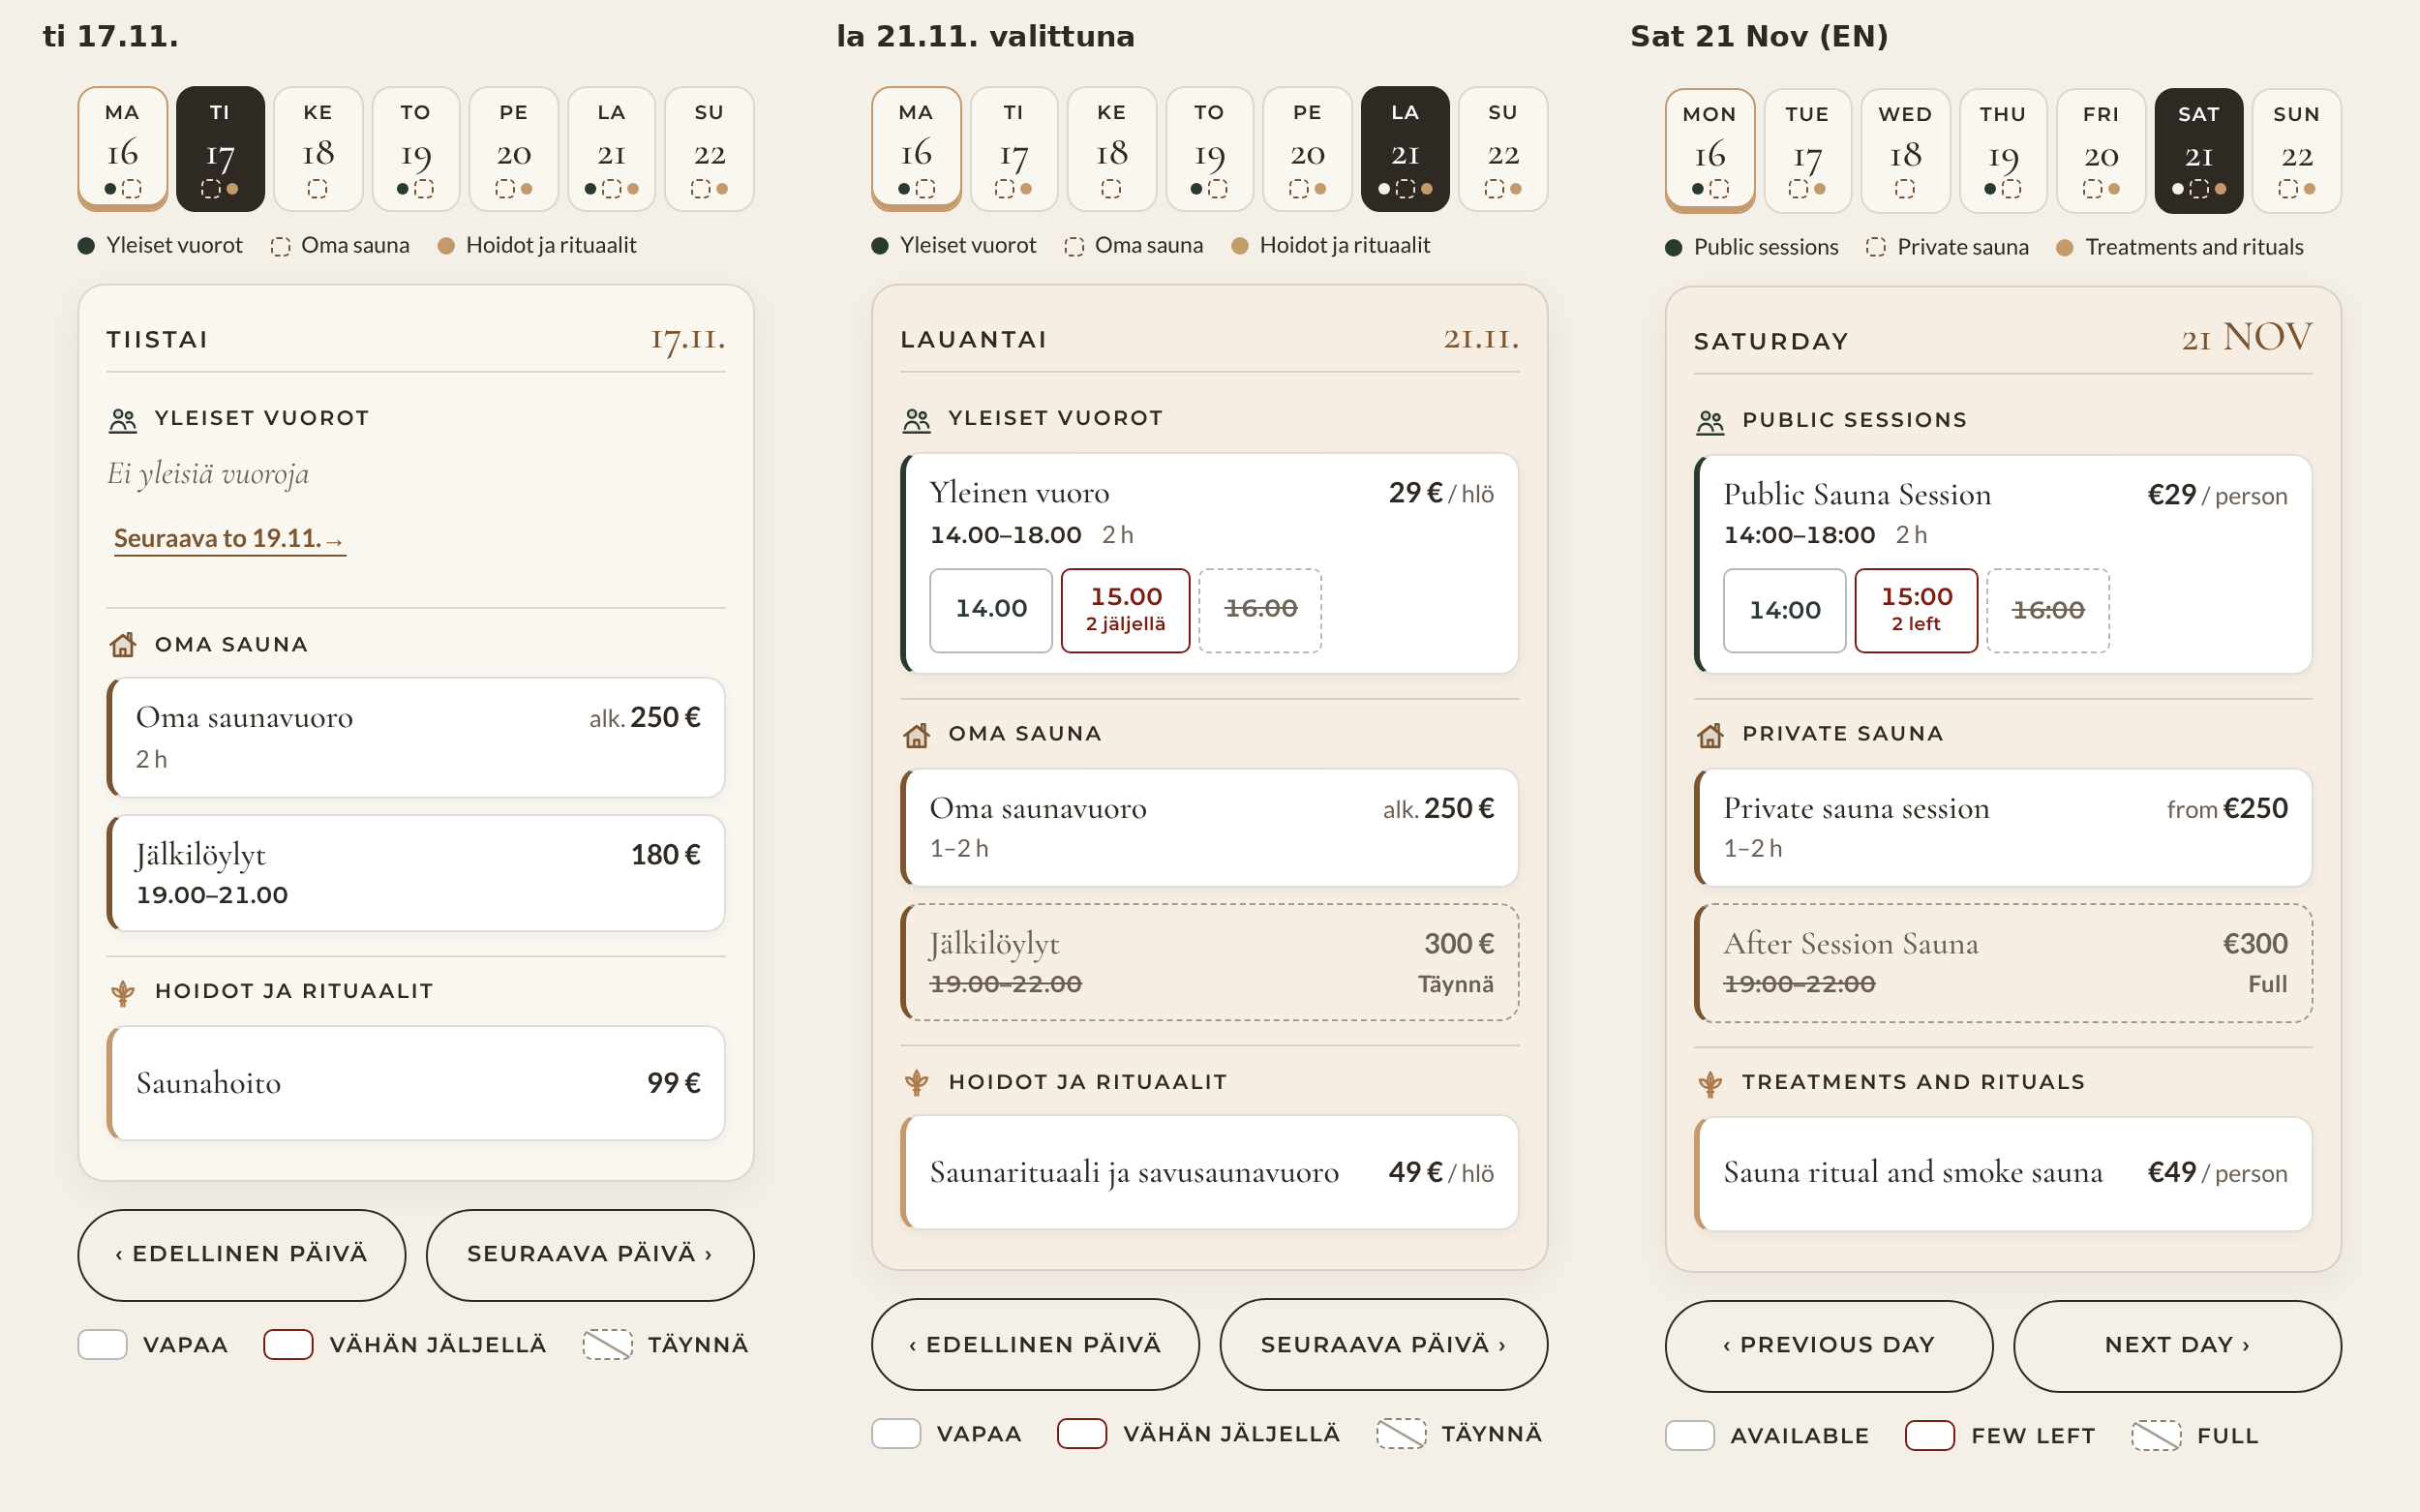 ti 17.11.
MA TI KE TO PE LA SU
16 17 18 19 20 21 22
Yleiset vuorot Oma sauna Hoidot ja rituaalit
TIISTAI 17.11.
YLEISET VUOROT
Ei yleisiä vuoroja
Seuraava to 19.11.→
OMA SAUNA
Oma saunavuoro alk. 250 €
2 h
Jälkilöylyt 180 €
19.00–21.00
HOIDOT JA RITUAALIT
Saunahoito 99 €
‹ EDELLINEN PÄIVÄ SEURAAVA PÄIVÄ ›
VAPAA VÄHÄN JÄLJELLÄ TÄYNNÄ
la 21.11. valittuna
MA TI KE TO PE LA SU
16 17 18 19 20 21 22
Yleiset vuorot Oma sauna Hoidot ja rituaalit
LAUANTAI 21.11.
YLEISET VUOROT
Yleinen vuoro 29 € / hlö
14.00–18.00 2 h
14.00 15.00 16.00
2 jäljellä
OMA SAUNA
Oma saunavuoro alk. 250 €
1–2 h
Jälkilöylyt 300 €
19.00–22.00 Täynnä
HOIDOT JA RITUAALIT
Saunarituaali ja savusaunavuoro 49 € / hlö
‹ EDELLINEN PÄIVÄ SEURAAVA PÄIVÄ ›
VAPAA VÄHÄN JÄLJELLÄ TÄYNNÄ
Sat 21 Nov (EN)
MON TUE WED THU FRI SAT SUN
16 17 18 19 20 21 22
Public sessions Private sauna Treatments and rituals
SATURDAY 21 NOV
PUBLIC SESSIONS
Public Sauna Session €29 / person
14:00–18:00 2 h
14:00 15:00 16:00
2 left
PRIVATE SAUNA
Private sauna session from €250
1–2 h
After Session Sauna €300
19:00–22:00 Full
TREATMENTS AND RITUALS
Sauna ritual and smoke sauna €49 / person
‹ PREVIOUS DAY NEXT DAY ›
AVAILABLE FEW LEFT FULL